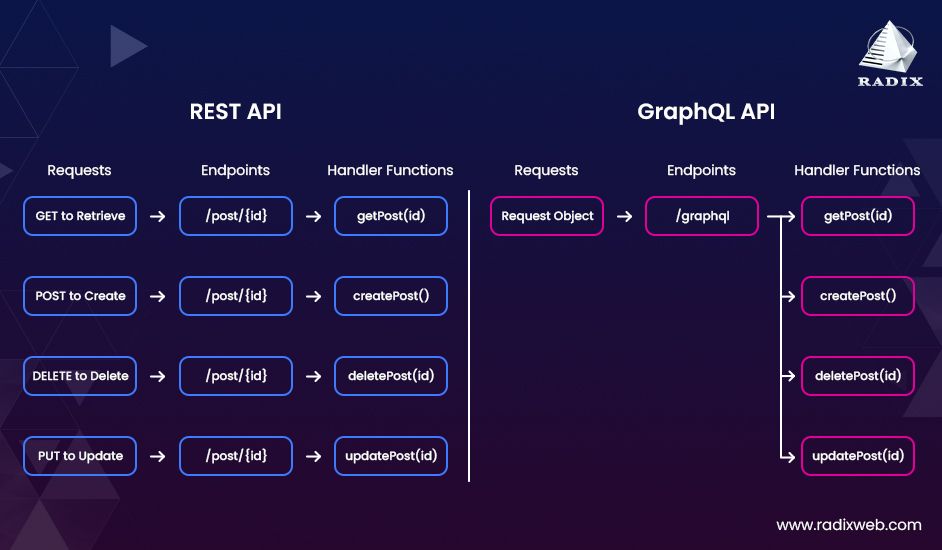 RADIX
REST API
Requests Endpoints Handler Functions
GET to Retrieve /post/{id} getPost(id)
POST to Create /post/{id} createPost()
DELETE to Delete /post/{id} deletePost(id)
PUT to Update /post/{id} updatePost(id)
GraphQL API
Requests Endpoints Handler Functions
Request Object /graphql getPost(id)
createPost()
deletePost(id)
updatePost(id)
www.radixweb.com